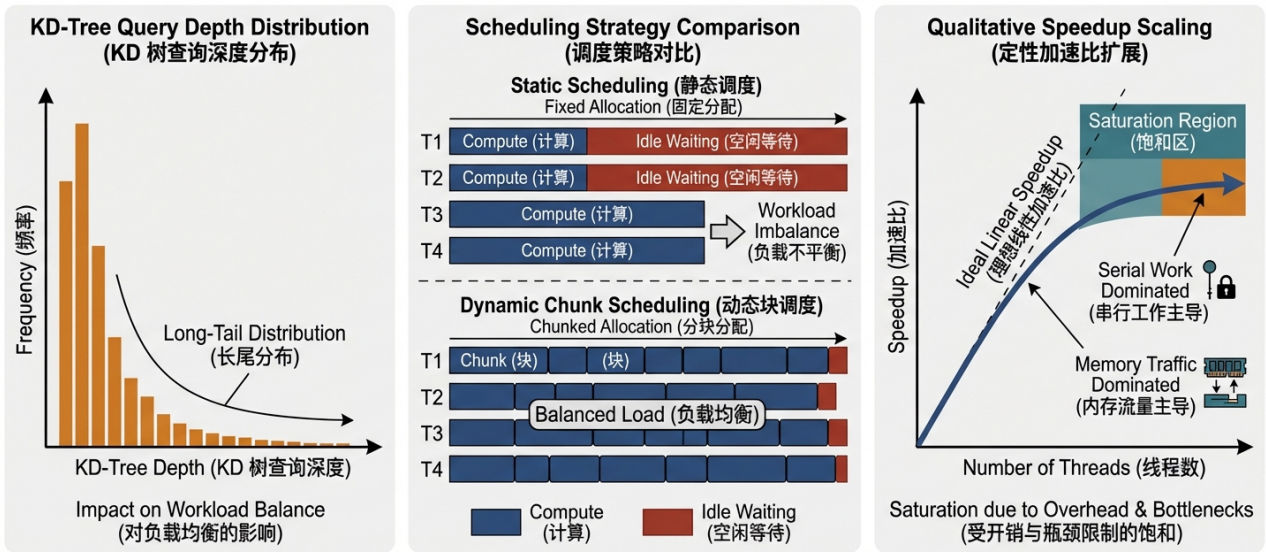 KD-Tree Query Depth Distribution
(KD 树查询深度分布)
Frequency (频率)
Long-Tail Distribution
(长尾分布)
KD-Tree Depth (KD 树查询深度)
Impact on Workload Balance
(对负载均衡的影响)
Scheduling Strategy Comparison
(调度策略对比)
Static Scheduling (静态调度)
Fixed Allocation (固定分配)
T1 Compute (计算) Idle Waiting (空闲等待)
T2 Compute (计算) Idle Waiting (空闲等待)
T3 Compute (计算)
T4 Compute (计算)
Workload
Imbalance
(负载不平衡)
Dynamic Chunk Scheduling (动态块调度)
Chunked Allocation (分块分配)
T1 Chunk (块) (块)
T2
Balanced Load (负载均衡)
T3
T4
Compute
(计算)
Idle Waiting
(空闲等待)
Qualitative Speedup Scaling
(定性加速比扩展)
Speedup (加速比)
Ideal Linear Speedup
(理想线性加速比)
Saturation Region
(饱和区)
Serial Work
Dominated
(串行工作主导)
Memory Traffic
Dominated
(内存流量主导)
Number of Threads (线程数)
Saturation due to Overhead & Bottlenecks
(受开销与瓶颈限制的饱和)